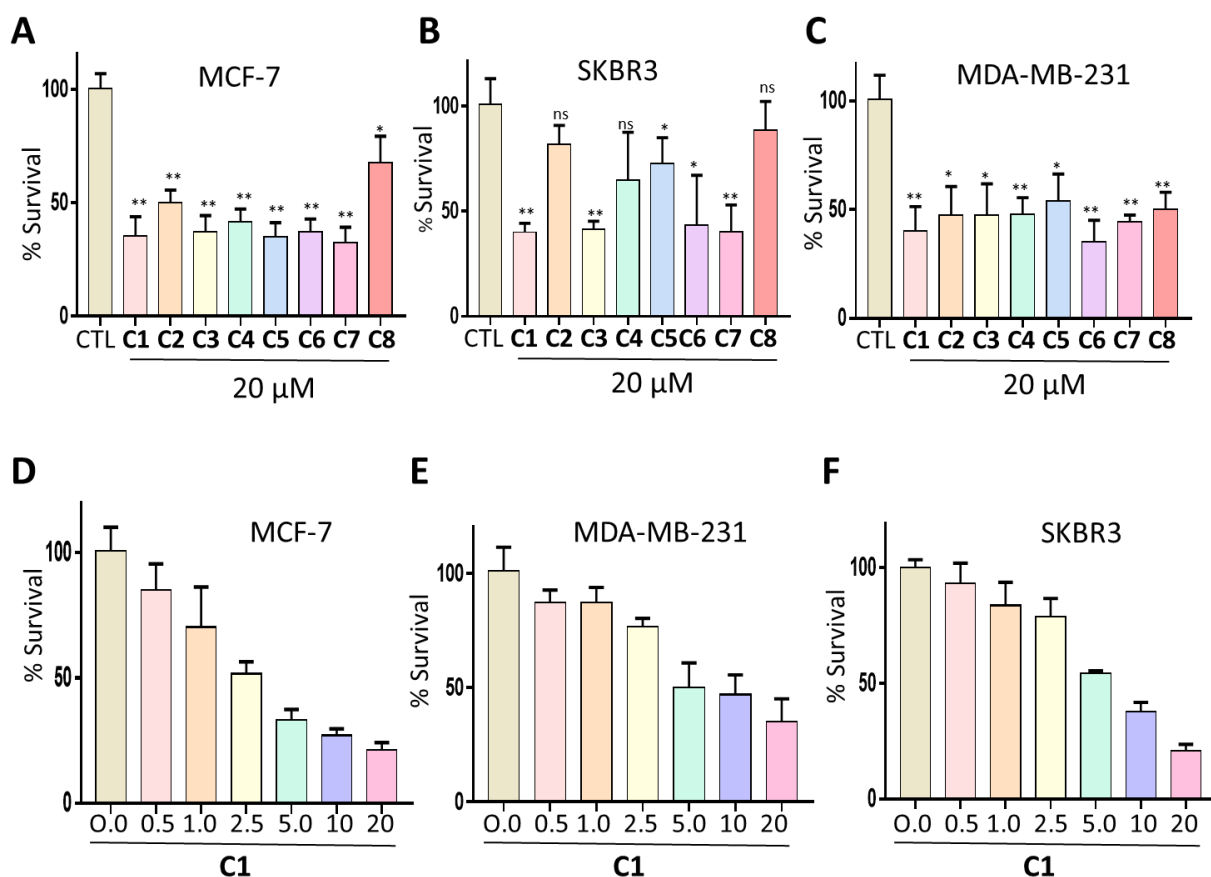 A
MCF-7
% Survival
100
50
0
** ** ** ** ** ** ** *
CTL C1 C2 C3 C4 C5 C6 C7 C8
20 µM
B
SKBR3
% Survival
100
50
0
** ns ** ns * * ** ns
CTL C1 C2 C3 C4 C5 C6 C7 C8
20 µM
C
MDA-MB-231
% Survival
100
50
0
** * * ** * ** ** **
CTL C1 C2 C3 C4 C5 C6 C7 C8
20 µM
D
MCF-7
% Survival
100
50
0
O.0 0.5 1.0 2.5 5.0 10 20
C1
E
MDA-MB-231
% Survival
100
50
0
O.0 0.5 1.0 2.5 5.0 10 20
C1
F
SKBR3
% Survival
100
50
0
O.0 0.5 1.0 2.5 5.0 10 20
C1